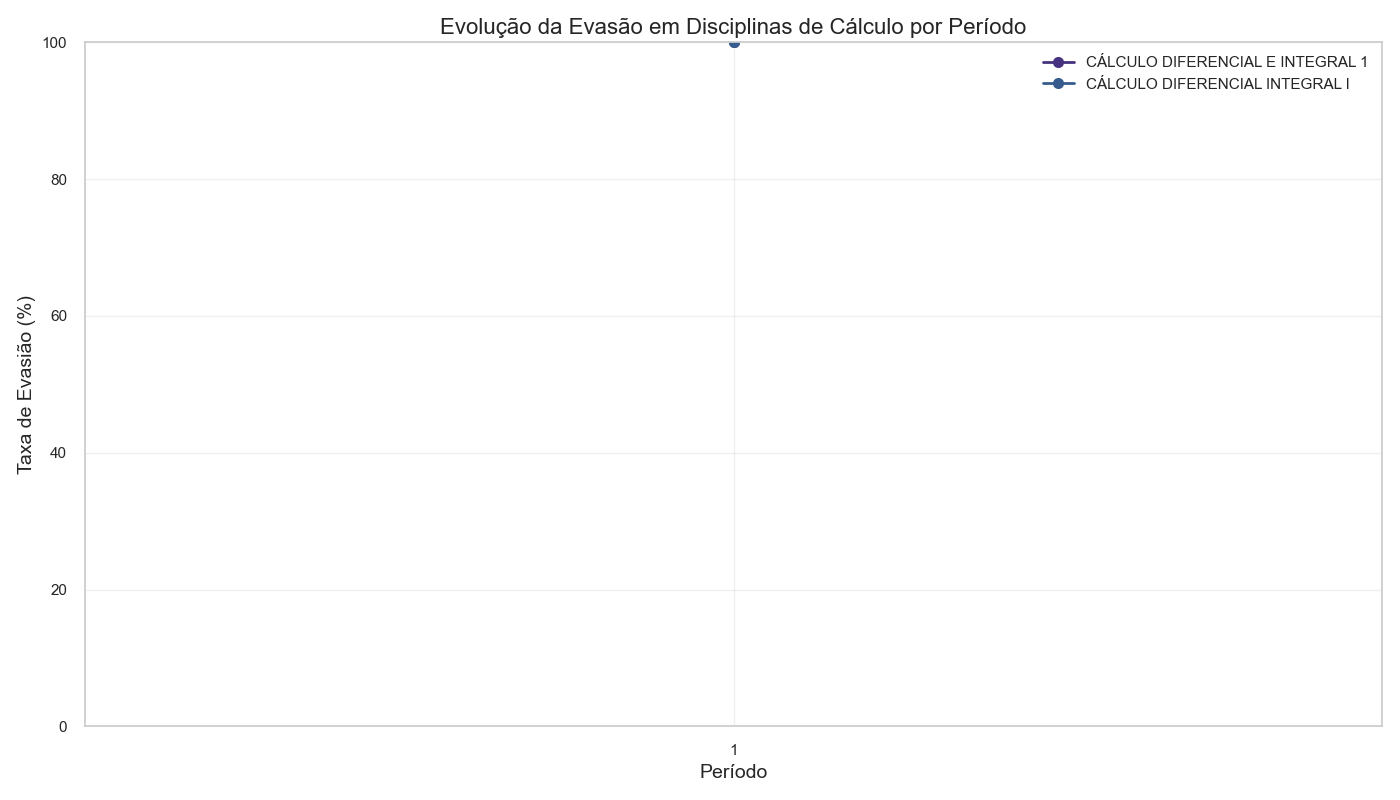 Evolução da Evasão em Disciplinas de Cálculo por Período
100
CÁLCULO DIFERENCIAL E INTEGRAL 1
CÁLCULO DIFERENCIAL INTEGRAL I
80
60
40
20
0
Taxa de Evasião (%)
1
Período